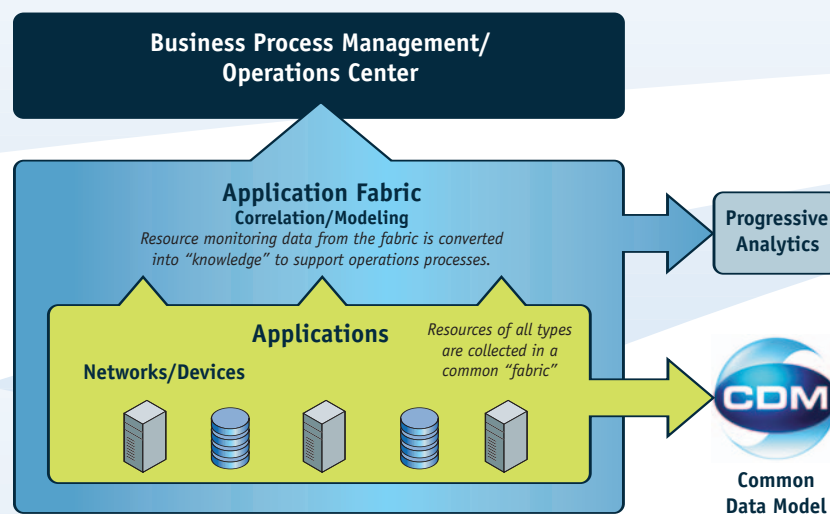 Business Process Management/
Operations Center
Application Fabric
Correlation/Modeling
Resource monitoring data from the fabric is converted
into “knowledge” to support operations processes.
Progressive
Analytics
Applications
Resources of all types
are collected in a
common “fabric”
Networks/Devices
CDM
Common
Data Model